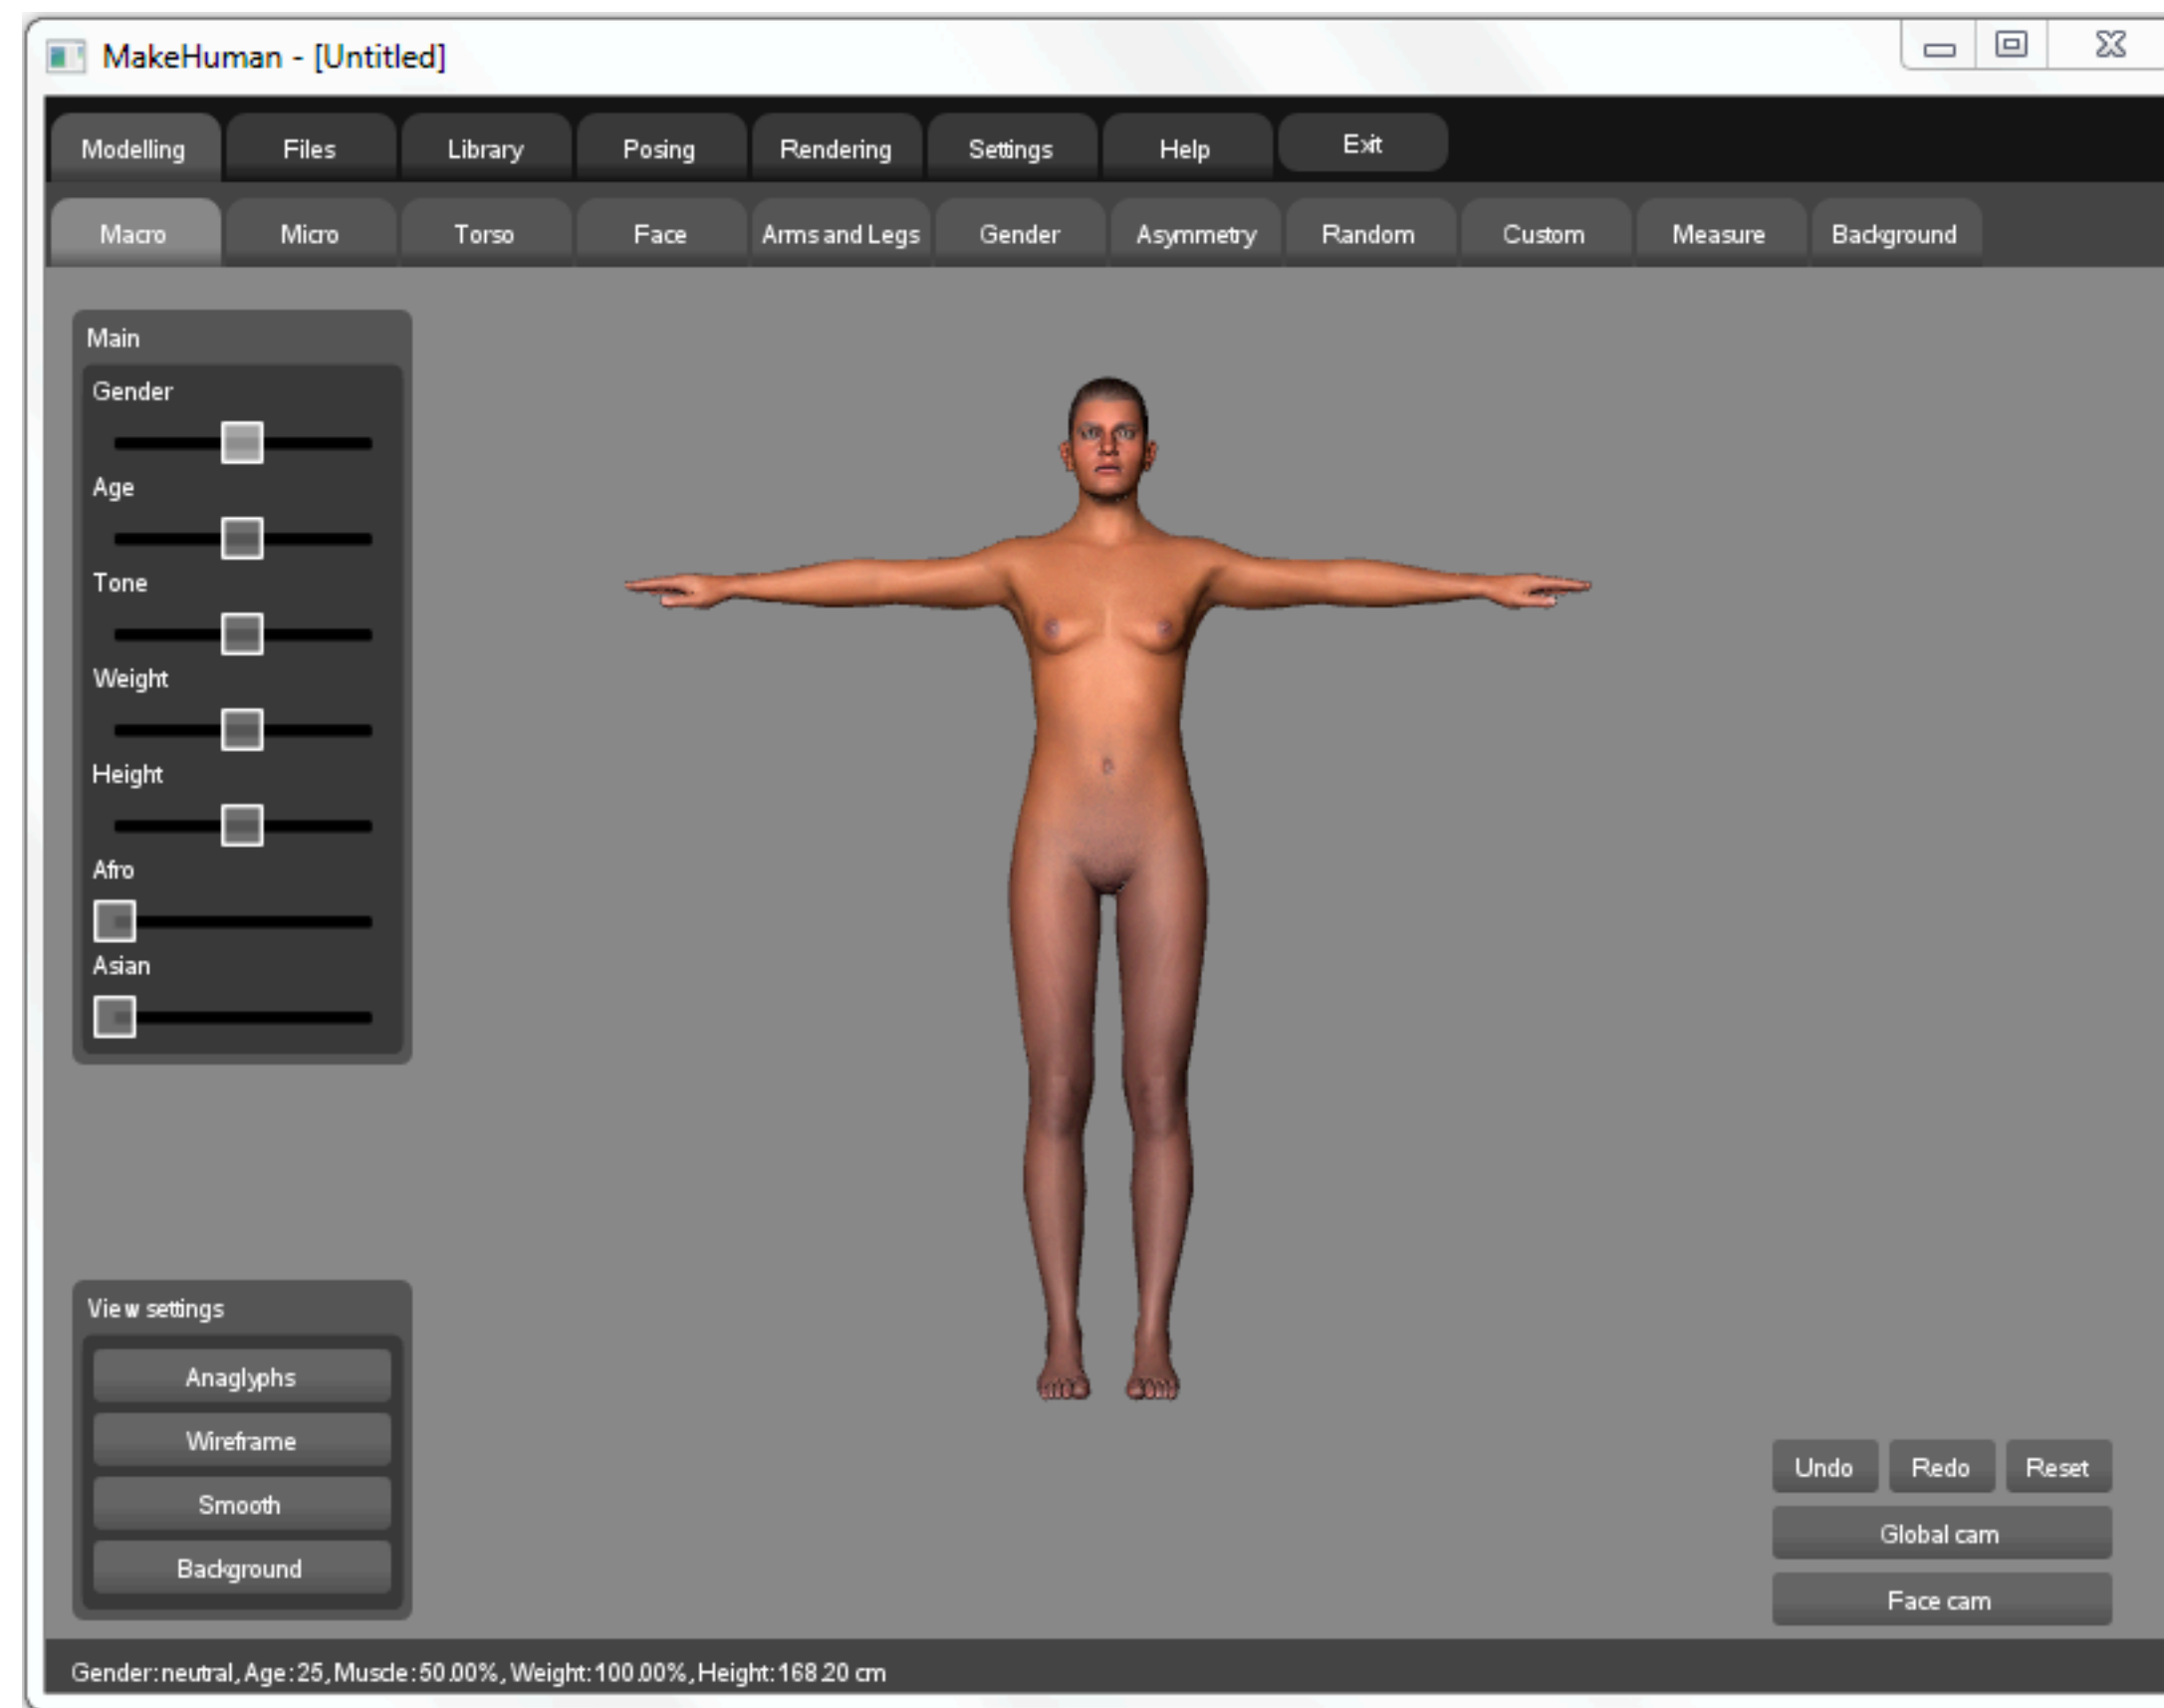 MakeHuman - [Untitled]
Modelling Files Library Posing Rendering Settings Help Exit
Macro Micro Torso Face Arms and Legs Gender Asymmetry Random Custom Measure Background
Main
Gender
Age
Tone
Weight
Height
Afro
Asian
View settings
Anaglyphs
Wireframe
Smooth
Background
Undo Redo Reset
Global cam
Face cam
Gender: neutral, Age: 25, Muscle: 50.00%, Weight: 100.00%, Height: 168.20 cm